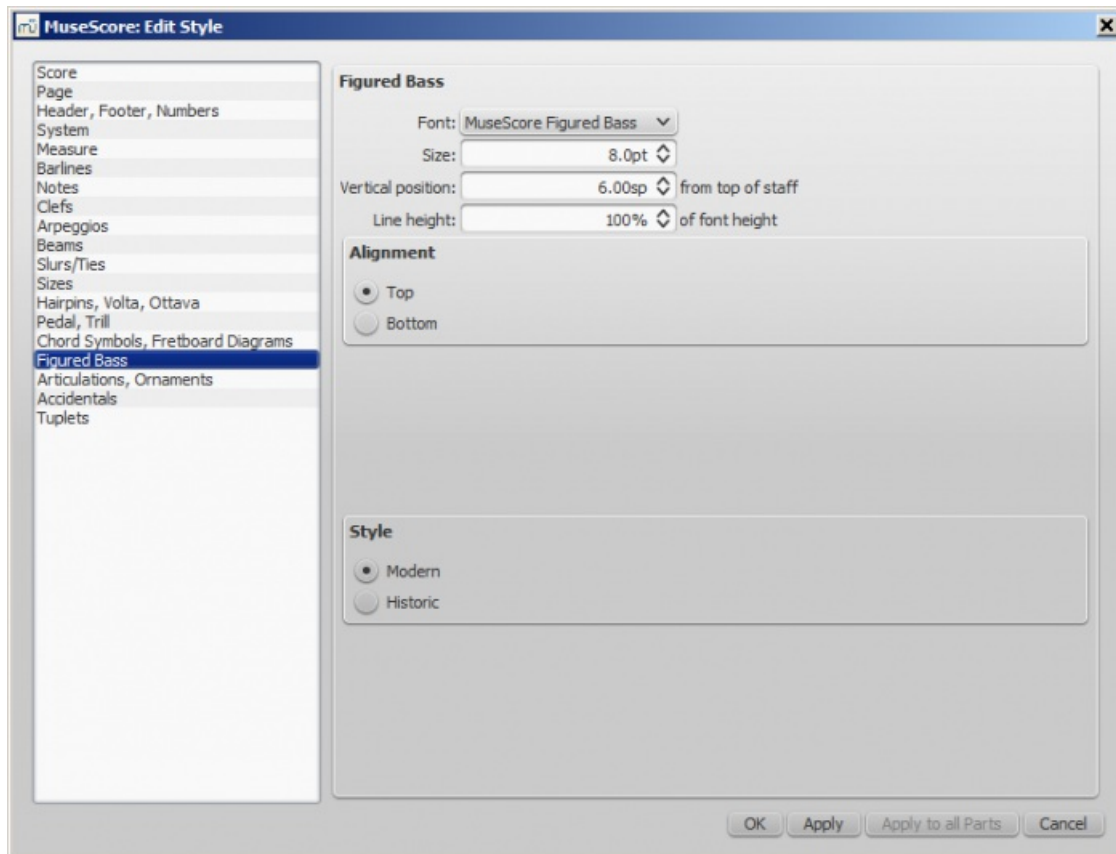 MuseScore: Edit Style
Score
Page
Header, Footer, Numbers
System
Measure
Barlines
Notes
Clefs
Arpeggios
Beams
Slurs/Ties
Sizes
Hairpins, Volta, Ottava
Pedal, Trill
Chord Symbols, Fretboard Diagrams
Figured Bass
Articulations, Ornaments
Accidentals
Tuplets
Figured Bass
Font: MuseScore Figured Bass
Size: 8.0pt
Vertical position: 6.00sp from top of staff
Line height: 100% of font height
Alignment
Top
Bottom
Style
Modern
Historic
OK Apply Apply to all Parts Cancel